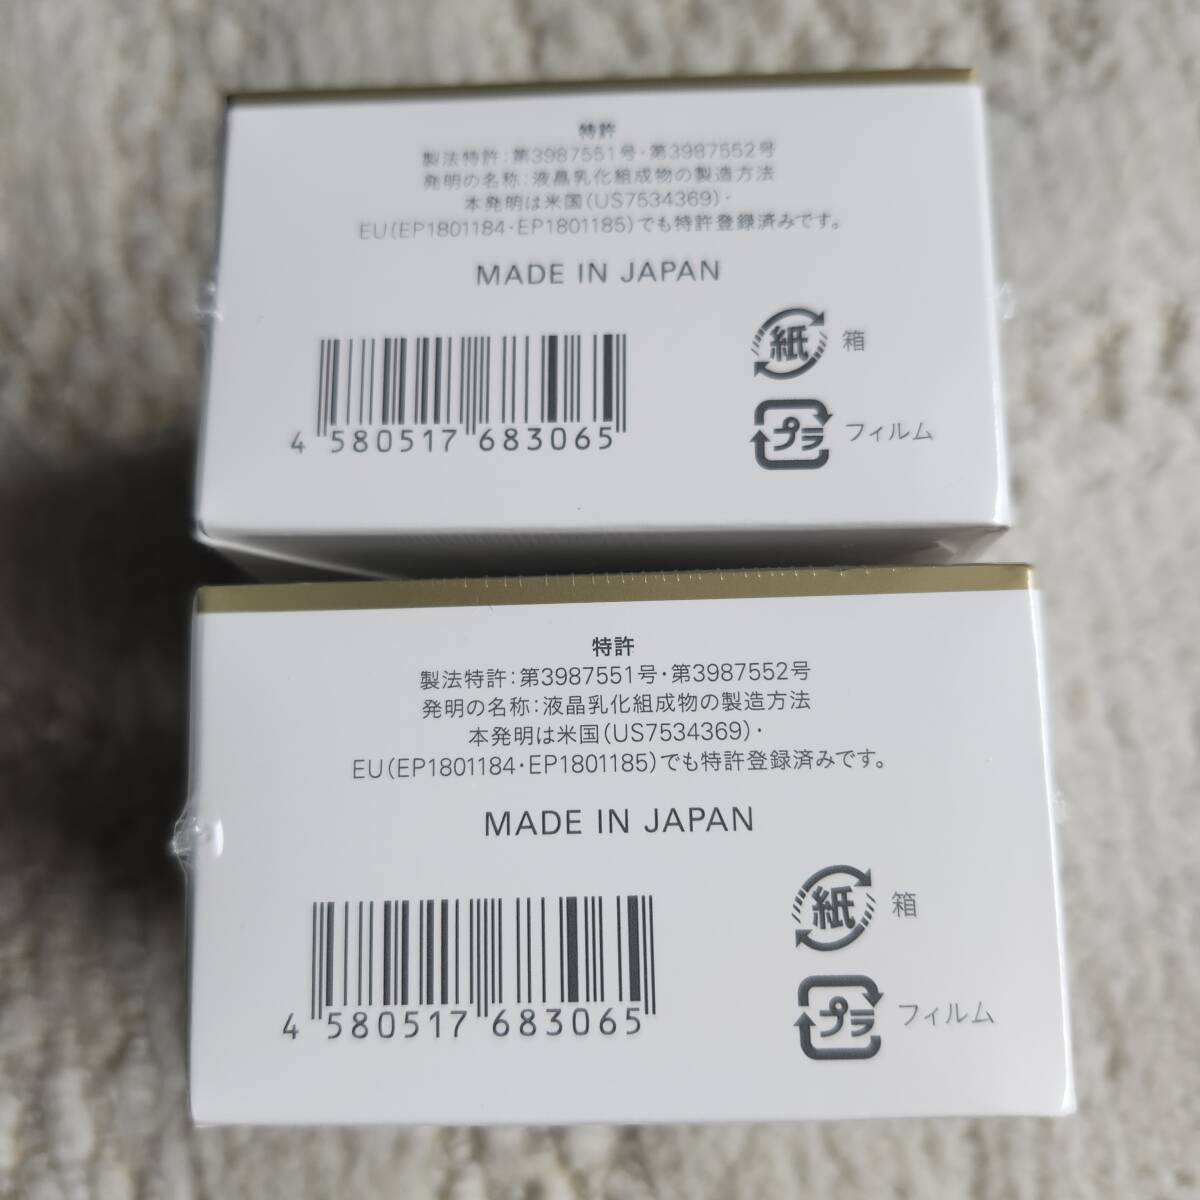 特許
製法特許:第3987551号・第3987552号
発明の名称:液晶乳化組成物の製造方法
本発明は米国(US7534369)・
EU(EP1801184・EP1801185)でも特許登録済みです。
MADE IN JAPAN
紙 箱
プラ フィルム
4 580517 683065
特許
製法特許:第3987551号・第3987552号
発明の名称:液晶乳化組成物の製造方法
本発明は米国(US7534369)・
EU(EP1801184・EP1801185)でも特許登録済みです。
MADE IN JAPAN
紙 箱
プラ フィルム
4 580517 683065